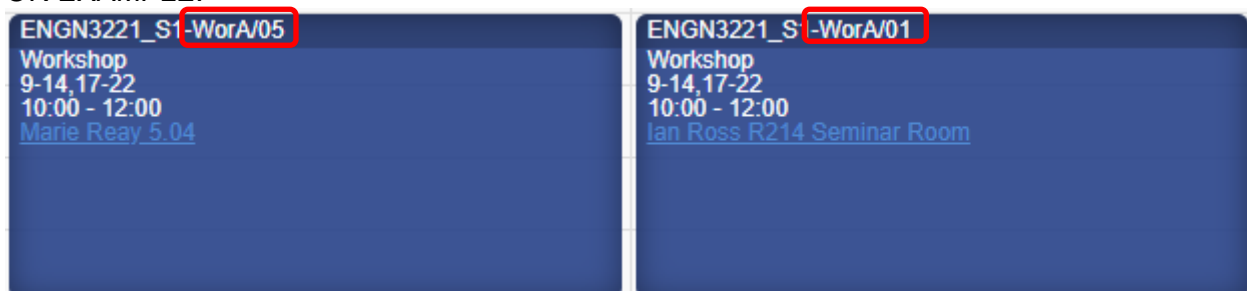 ENGN3221_S1-WorA/05
Workshop
9-14,17-22
10:00 - 12:00
Marie Reay 5.04
ENGN3221_S1-WorA/01
Workshop
9-14,17-22
10:00 - 12:00
Ian Ross R214 Seminar Room